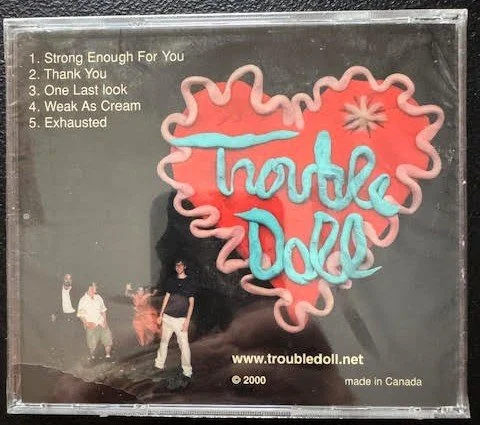 1. Strong Enough For You
2. Thank You
3. One Last look
4. Weak As Cream
5. Exhausted
Trouble
Doll
www.troubledoll.net
© 2000
made in Canada